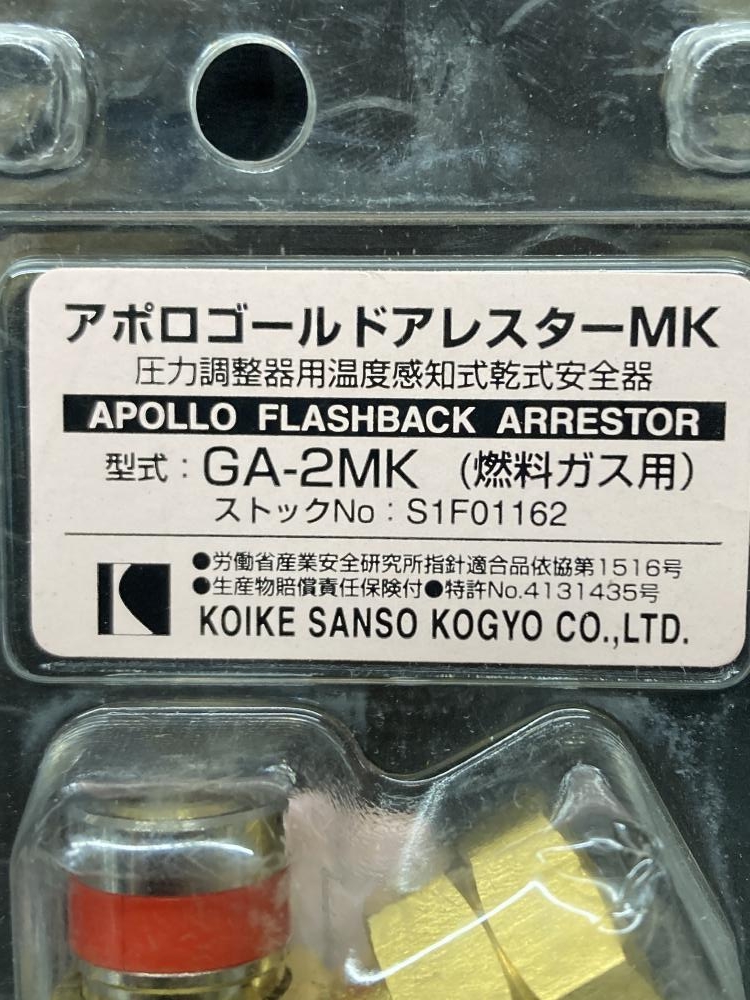 アポロゴールドアレスターMK
圧力調整器用温度感知式乾式安全器
APOLLO FLASHBACK ARRESTOR
型式：GA-2MK （燃料ガス用）
ストックNo：S1F01162
●労働省産業安全研究所指針適合品依協第1516号
●生産物賠償責任保険付●特許No.4131435号
KOIKE SANSO KOGYO CO.,LTD.